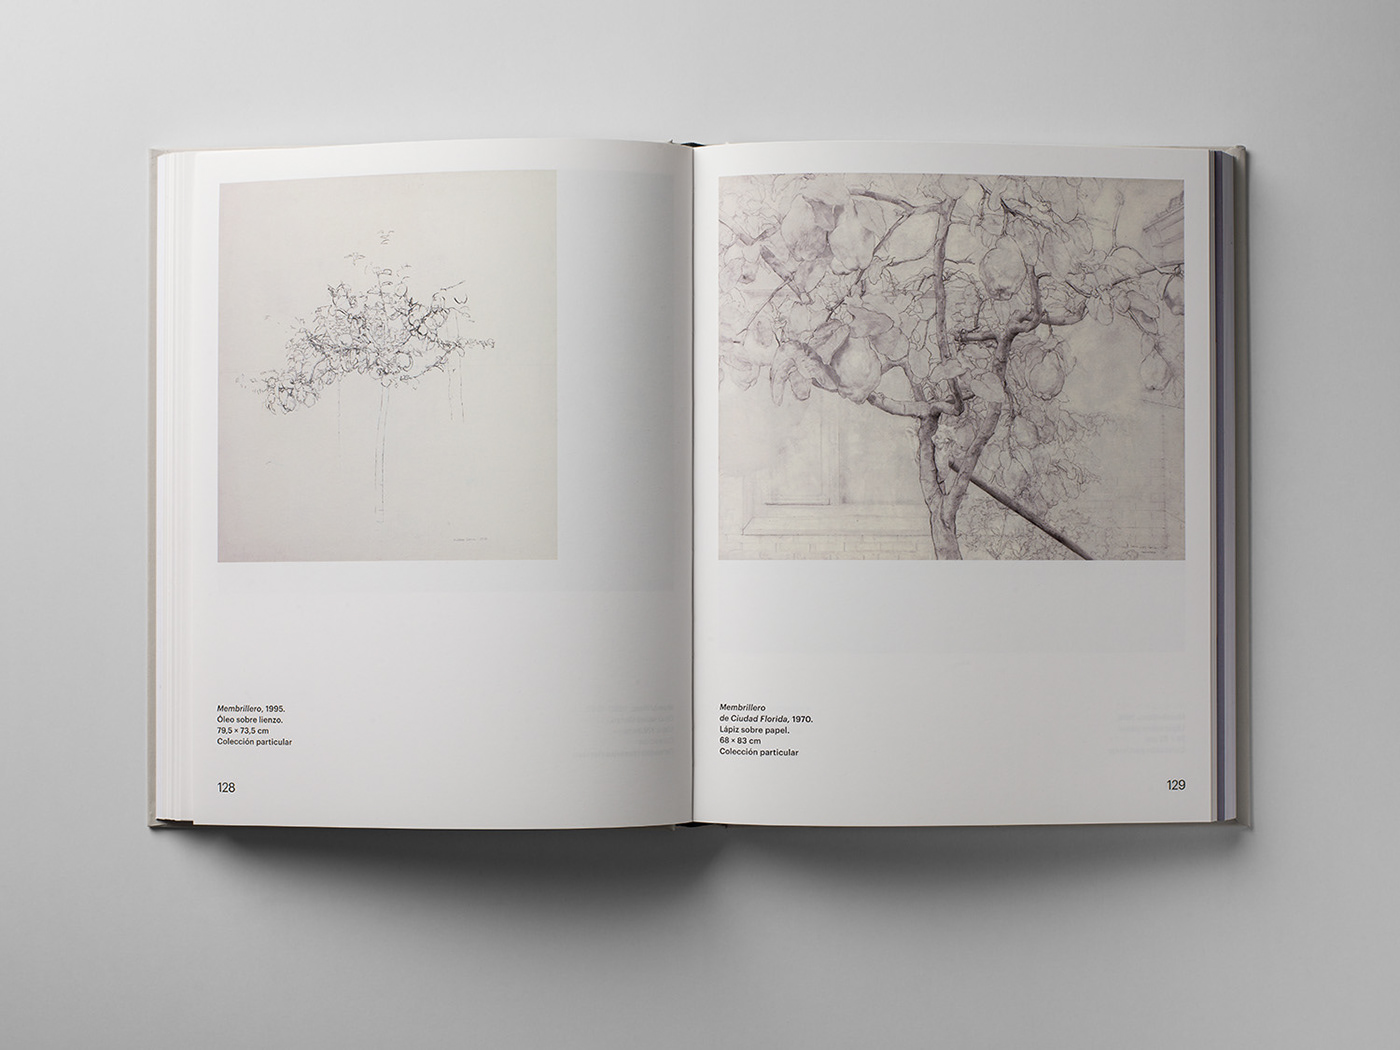 Membrillero, 1995.
Óleo sobre lienzo.
79,5 × 73,5 cm
Colección particular
128
Membrillero
de Ciudad Florida, 1970.
Lápiz sobre papel.
68 × 83 cm
Colección particular
129